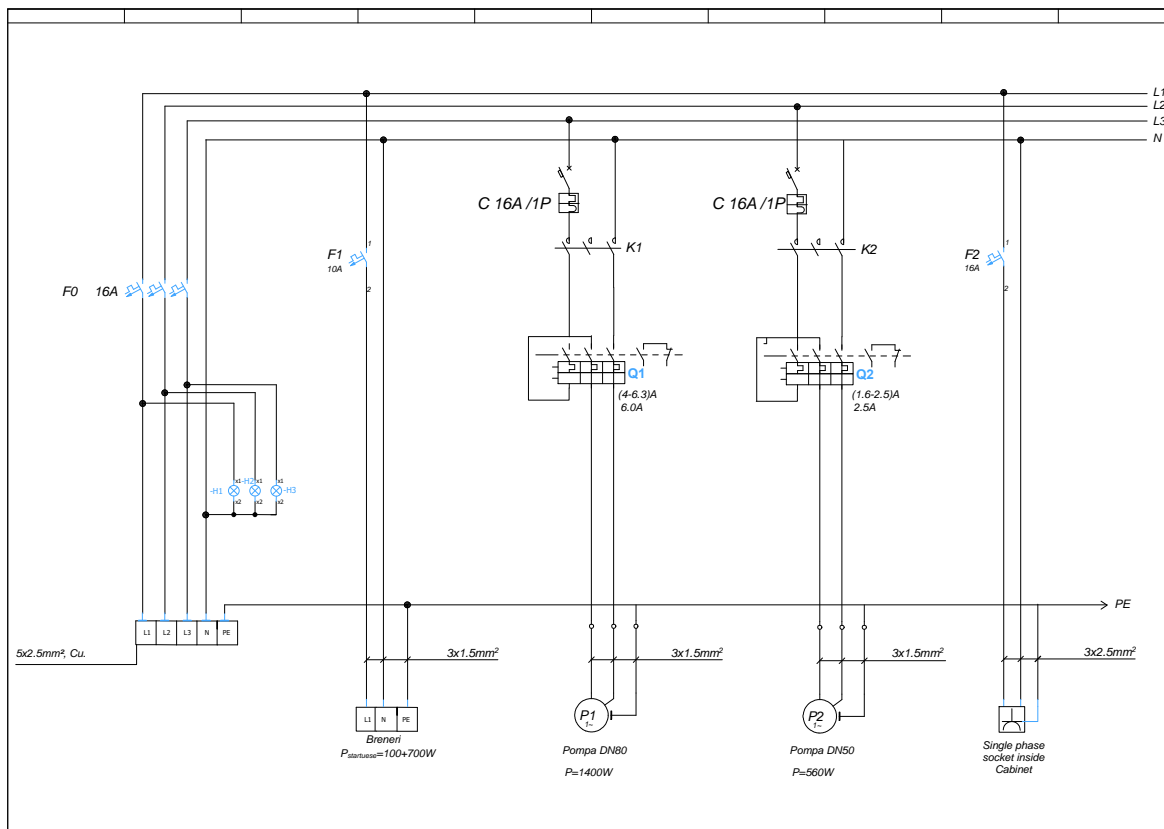 L1
L2
L3
N
C 16A /1P
C 16A /1P
K1
K2
F1
10A
1
2
F2
16A
1
2
F0 16A
Q1
(4-6.3)A
6.0A
Q2
(1.6-2.5)A
2.5A
-H1
x1
x2
-H2
x1
x2
-H3
x1
x2
PE
L1 L2 L3 N PE
5x2.5mm², Cu.
3x1.5mm²
3x1.5mm²
3x1.5mm²
3x2.5mm²
L1 N PE
Breneri
Pstartuese=100+700W
P1
1~
Pompa DN80
P=1400W
P2
1~
Pompa DN50
P=560W
Single phase
socket inside
Cabinet